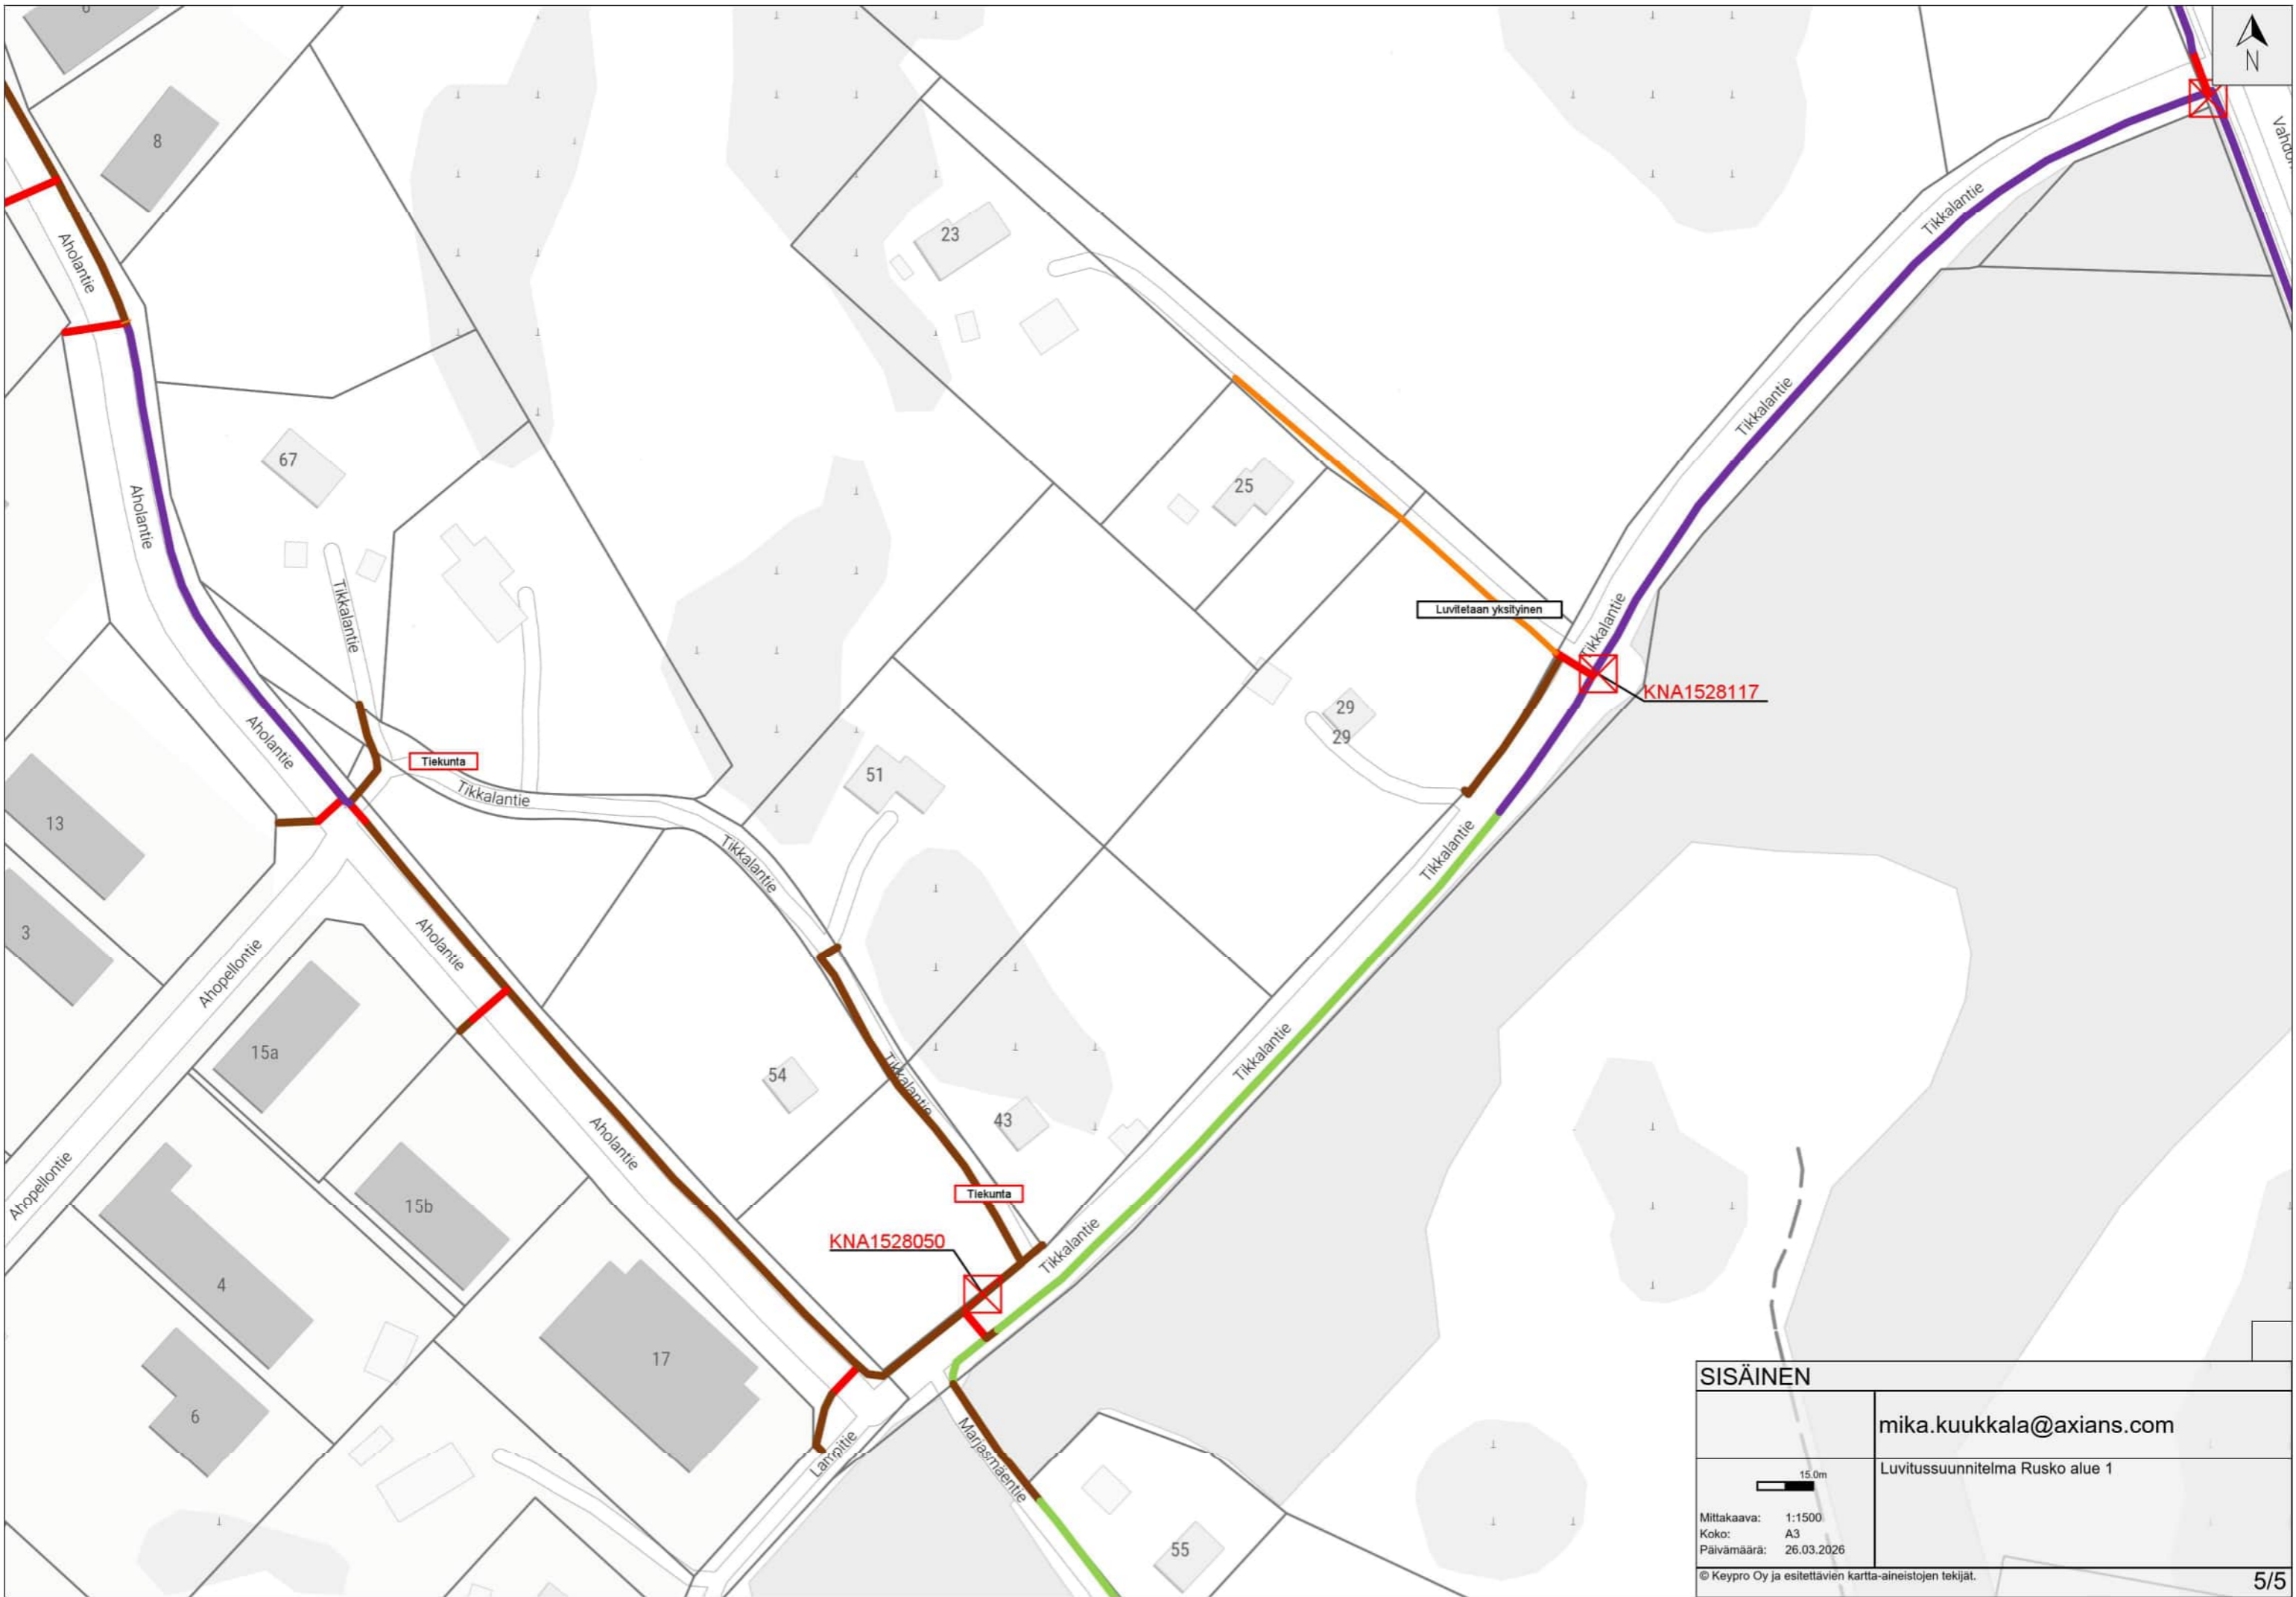 N
8
23
Aholantie
Tikkalantie
Tikkalantie
67
25
Aholantie
Luvitetaan yksityinen
Tikkalantie
Tikkalantie
KNA1528117
29
29
Aholantie
Tiekunta
Tikkalantie
51
13
Tikkalantie
Tikkalantie
3
Aholantie
Ahopellontie
15a
54
Tikkalantie
Tikkalantie
43
Aholantie
Ahopellontie
15b
Tiekunta
KNA1528050
Tikkalantie
4
17
6
Lampitie
Marjasmäentie
55
SISÄINEN
mika.kuukkala@axians.com
15.0m
Luvitussuunnitelma Rusko alue 1
Mittakaava: 1:1500
Koko: A3
Päivämäärä: 26.03.2026
© Keypro Oy ja esitettävien kartta-aineistojen tekijät.
5/5